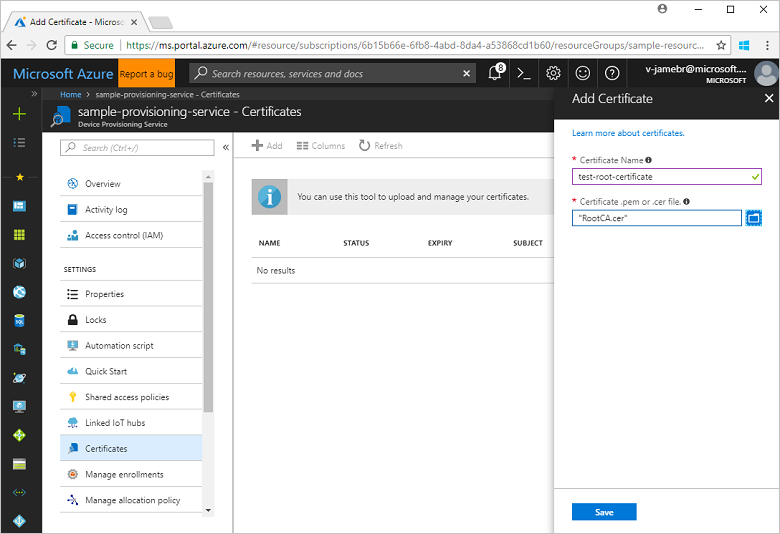 Add Certificate - Micros
Secure
https://ms.portal.azure.com/#resource/subscriptions/6b15b66e-6fb8-4abd-8da4-a53868cd1b60/resourceGroups/sample-resourc...
Microsoft Azure
Report a bug
Search resources, services and docs
8
v-jamebr@microsoft....
MICROSOFT
Home > sample-provisioning-service - Certificates
sample-provisioning-service - Certificates
Device Provisioning Service
Search (Ctrl+/)
Overview
Activity log
Access control (IAM)
SETTINGS
Properties
Locks
Automation script
Quick Start
Shared access policies
Linked IoT hubs
Certificates
Manage enrollments
Manage allocation policy
SQL
Add
Columns
Refresh
You can use this tool to upload and manage your certificates.
NAME STATUS EXPIRY SUBJECT
No results
Add Certificate
Learn more about certificates.
* Certificate Name
test-root-certificate
* Certificate .pem or .cer file.
"RootCA.cer"
Save